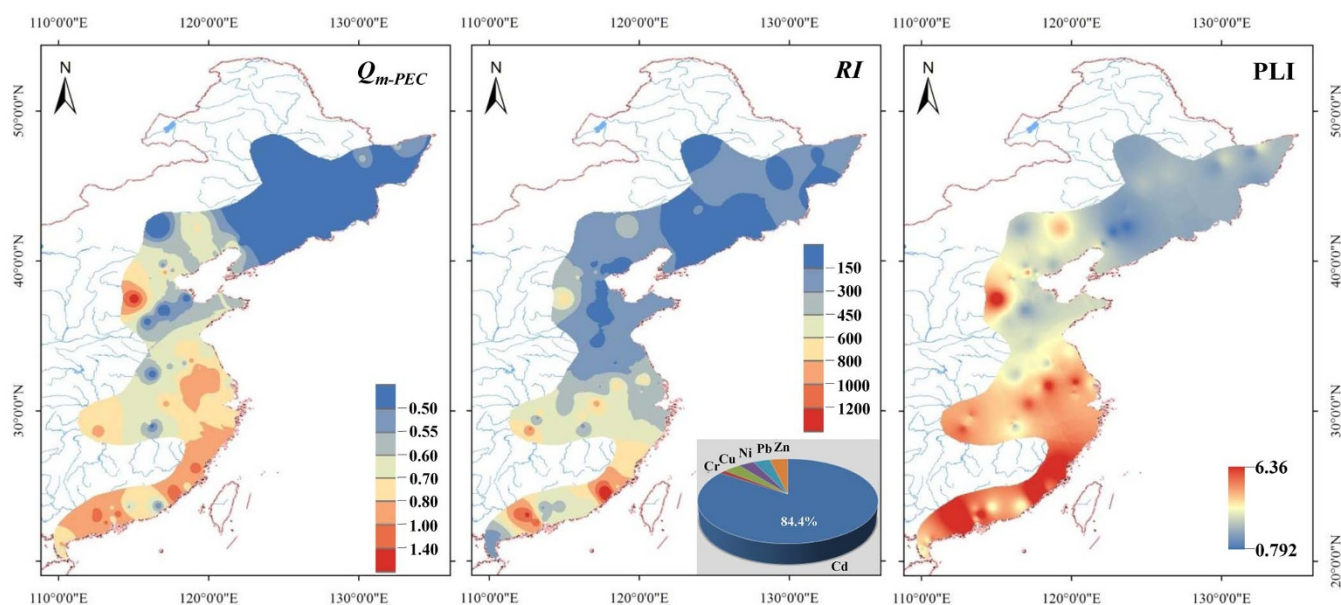 110°0'0"E 120°0'0"E 130°0'0"E
110°0'0"E 120°0'0"E 130°0'0"E
110°0'0"E 120°0'0"E 130°0'0"E
N
Qm-PEC
N
RI
N
PLI
50°0'0"N
40°0'0"N
30°0'0"N
20°0'0"N
0.50
0.55
0.60
0.70
0.80
1.00
1.40
150
300
450
600
800
1000
1200
Cr
Cu
Ni
Pb
Zn
84.4%
Cd
6.36
0.792
50°0'0"N
40°0'0"N
30°0'0"N
20°0'0"N
110°0'0"E 120°0'0"E 130°0'0"E
110°0'0"E 120°0'0"E 130°0'0"E
110°0'0"E 120°0'0"E 130°0'0"E